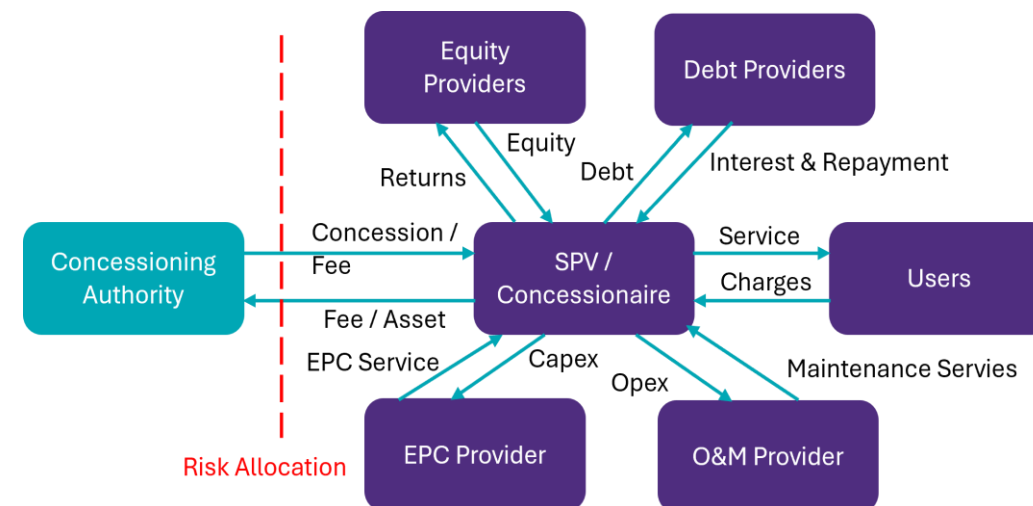 Equity
Providers
Debt Providers
Equity
Returns
Debt
Interest & Repayment
Concession /
Fee
Concessioning
Authority
SPV /
Concessionaire
Service
Charges
Users
Fee / Asset
EPC Service
Capex
Opex
Maintenance Servies
EPC Provider
O&M Provider
Risk Allocation